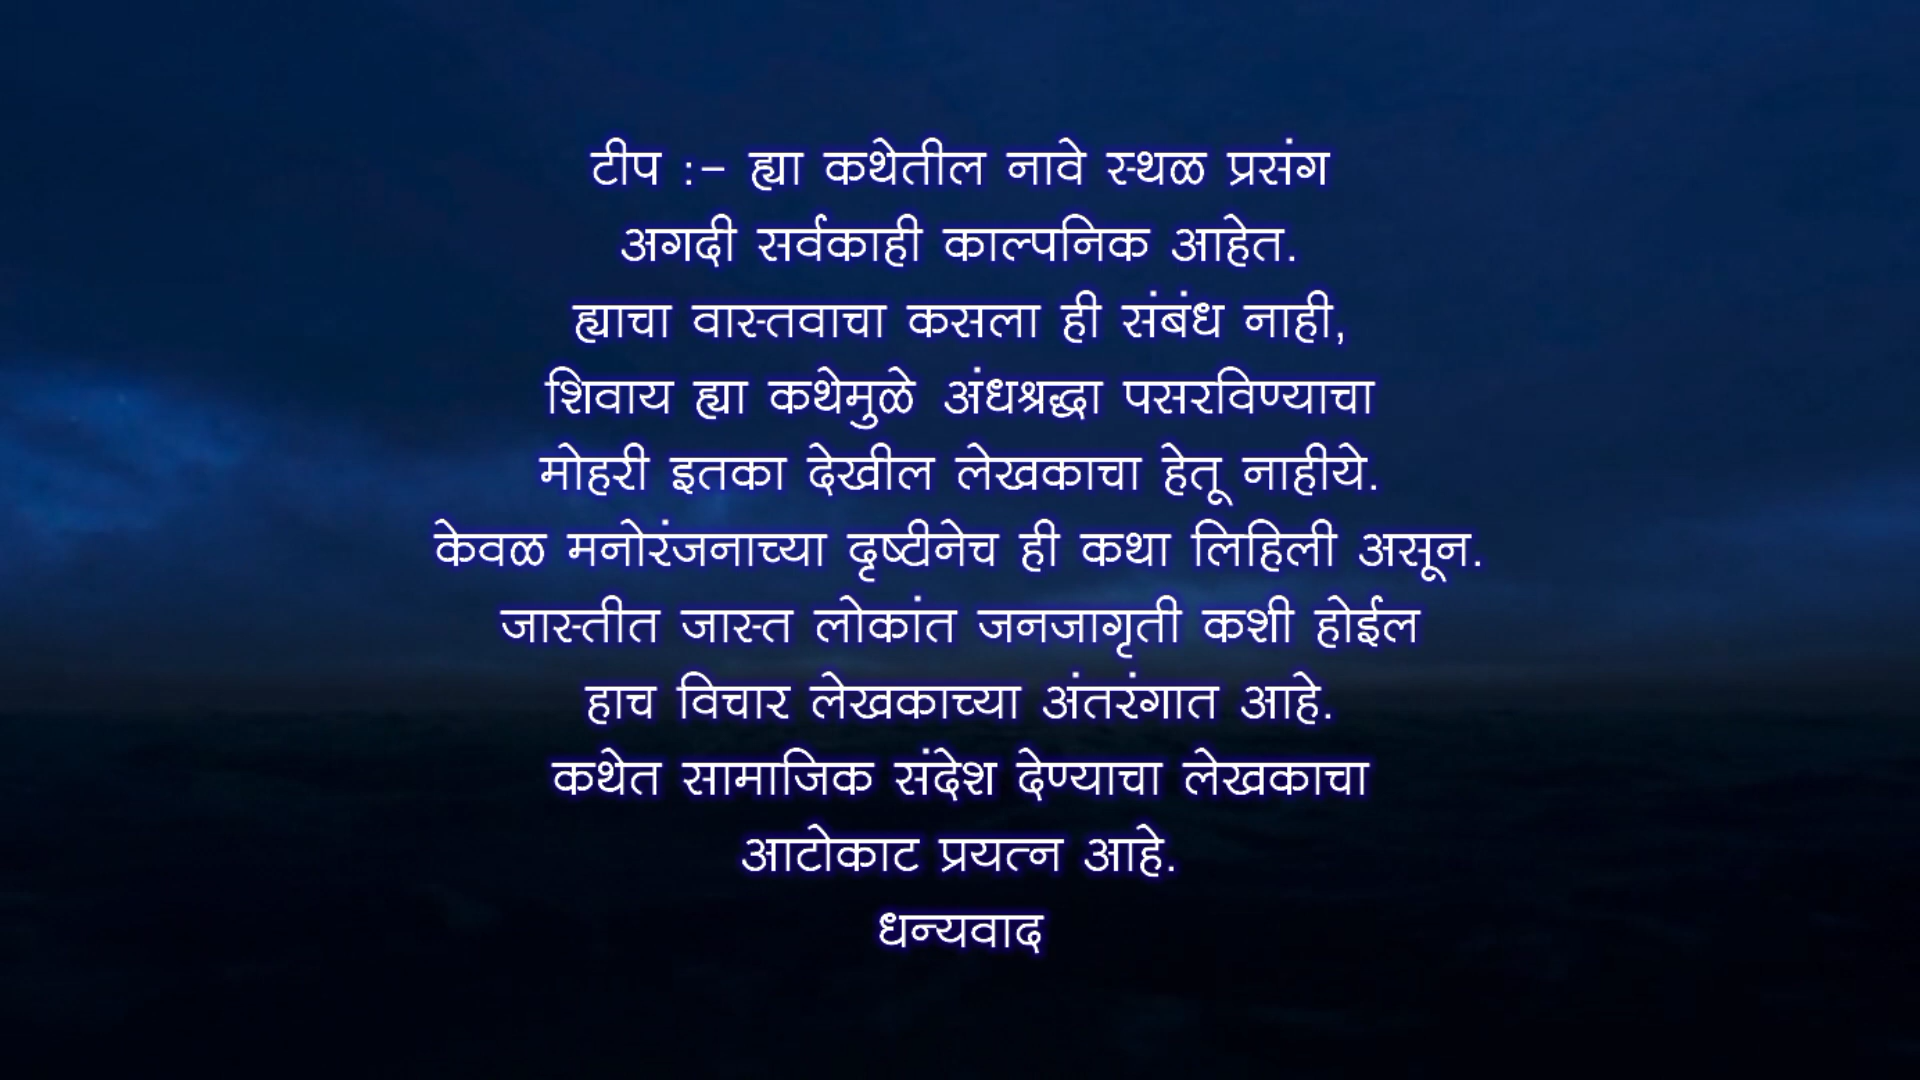 टीप :- ह्या कथेतील नावे स्थळ प्रसंग
अगदी सर्वकाही काल्पनिक आहेत.
ह्याचा वास्तवाचा कसला ही संबंध नाही,
शिवाय ह्या कथेमुळे अंधश्रद्धा पसरविण्याचा
मोहरी इतका देखील लेखकाचा हेतू नाहीये.
केवळ मनोरंजनाच्या दृष्टीनेच ही कथा लिहिली असून.
जास्तीत जास्त लोकांत जनजागृती कशी होईल
हाच विचार लेखकाच्या अंतरंगात आहे.
कथेत सामाजिक संदेश देण्याचा लेखकाचा
आटोकाट प्रयत्न आहे.
धन्यवाद